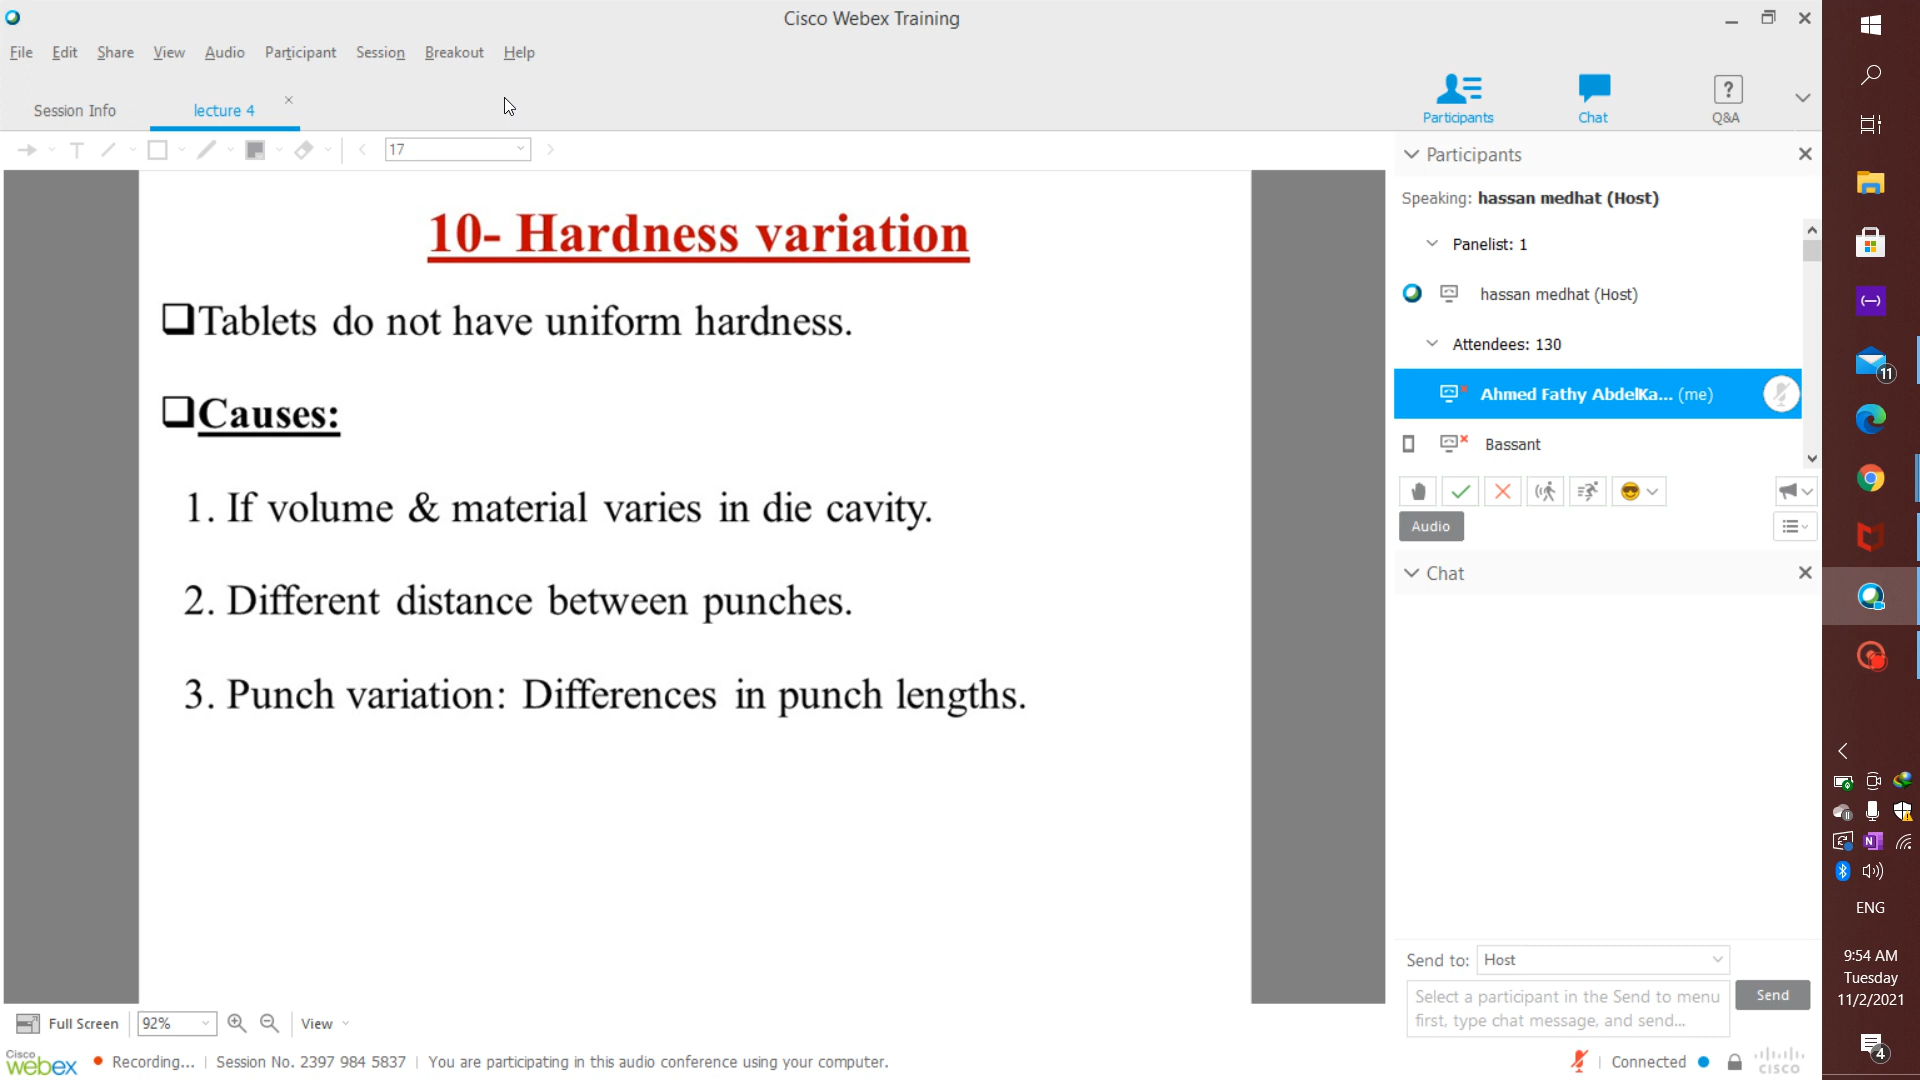 Cisco Webex Training
File Edit Share View Audio Participant Session Breakout Help
Session Info
lecture 4
Participants
Chat
Q&A
T
17
10- Hardness variation
❑Tablets do not have uniform hardness.
❑Causes:
1. If volume & material varies in die cavity.
2. Different distance between punches.
3. Punch variation: Differences in punch lengths.
Participants
Speaking: hassan medhat (Host)
Panelist: 1
hassan medhat (Host)
Attendees: 130
Ahmed Fathy AbdelKa... (me)
Bassant
Audio
Chat
Send to: Host
Select a participant in the Send to menu
first, type chat message, and send...
Send
Full Screen 92% View
Cisco webex Recording... Session No. 2397 984 5837 You are participating in this audio conference using your computer.
Connected
cisco
11
ENG
9:54 AM
Tuesday
11/2/2021
4